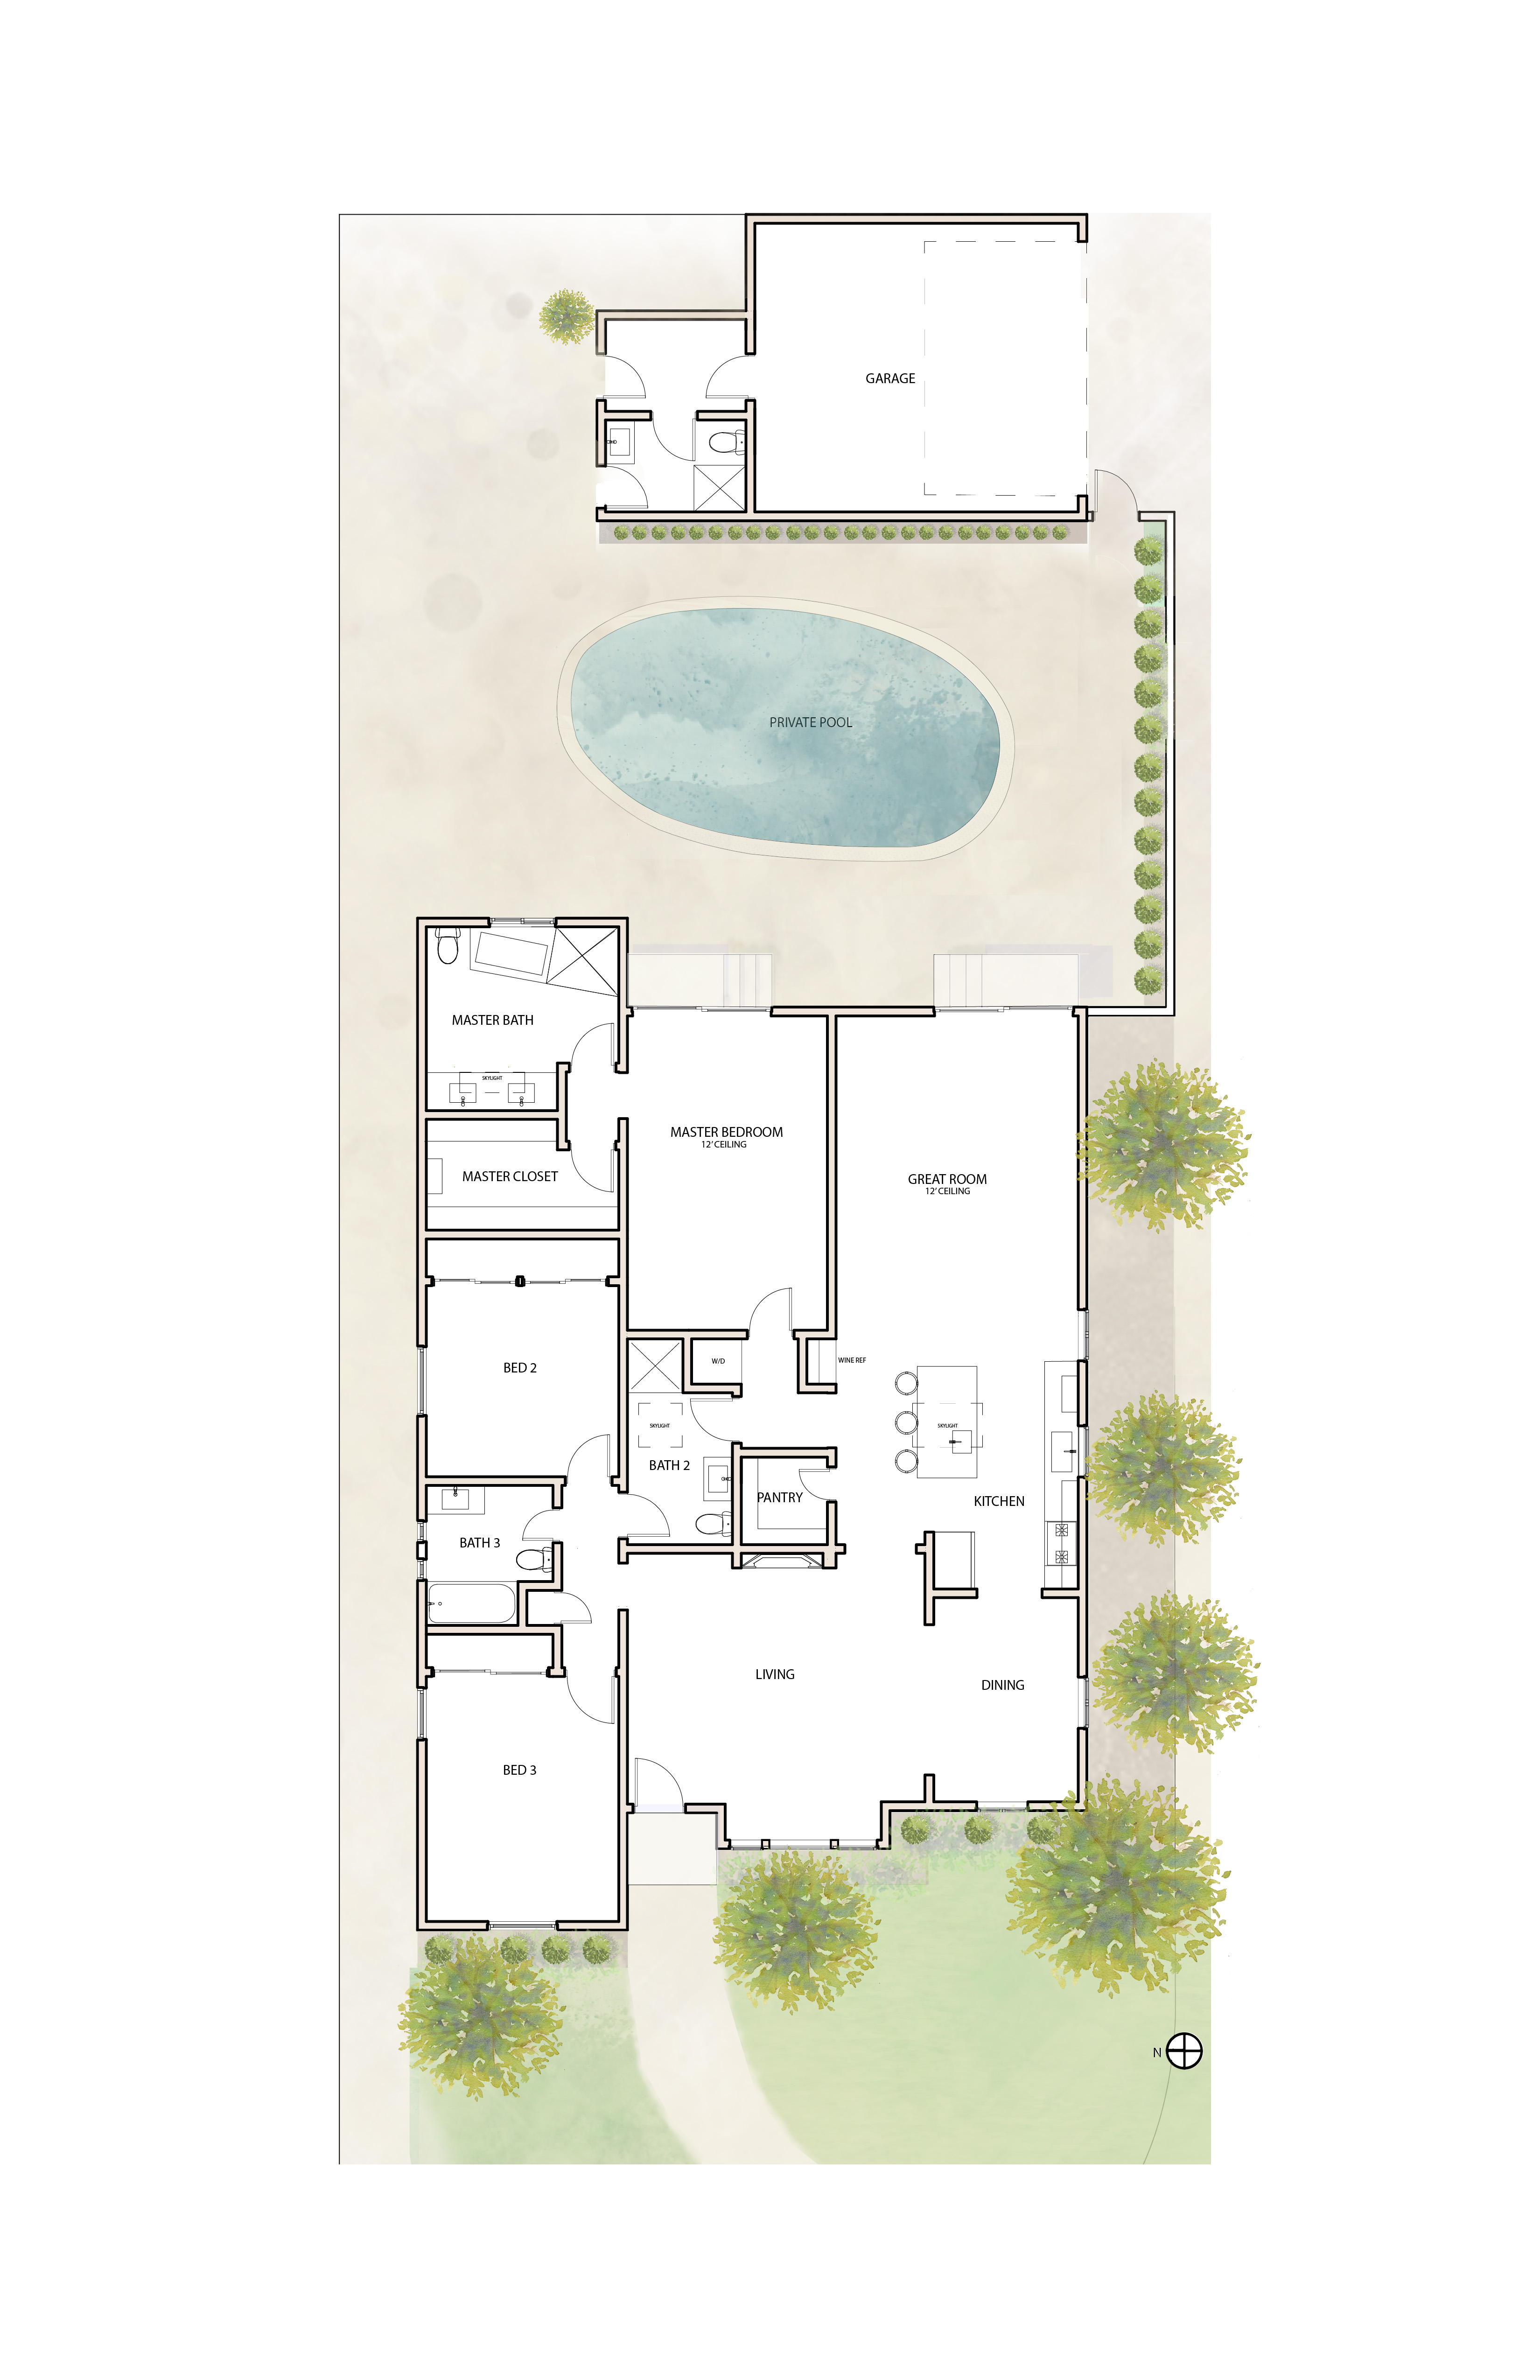 GARAGE
PRIVATE POOL
MASTER BATH
SKYLIGHT
MASTER BEDROOM
12' CEILING
MASTER CLOSET
GREAT ROOM
12' CEILING
W/D
WINE REF
BED 2
SKYLIGHT
SKYLIGHT
BATH 2
PANTRY
KITCHEN
BATH 3
LIVING
DINING
BED 3
N